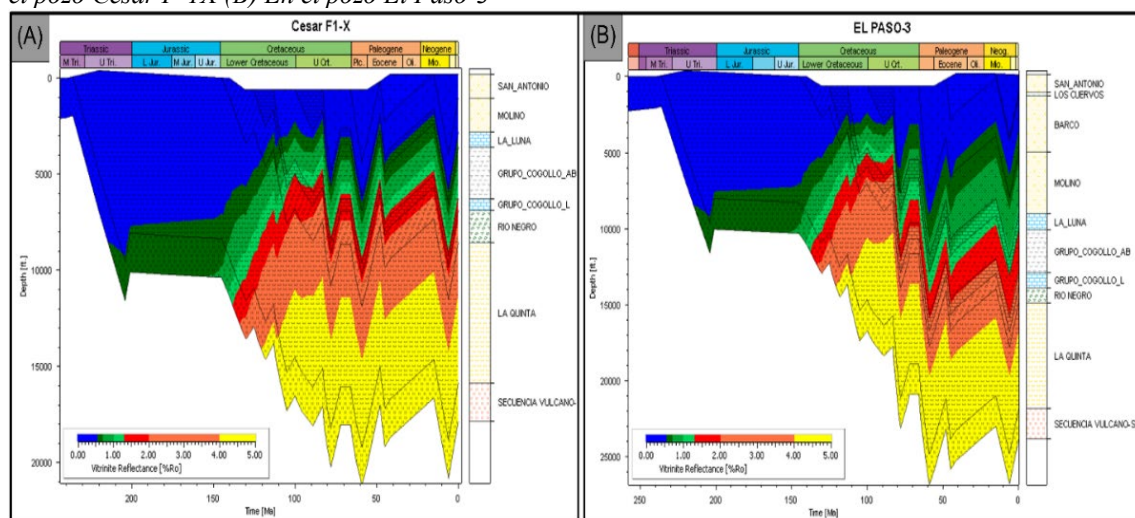 el pozo Cesar F-1X (B) En el pozo El Paso-3
(A)
Cesar F1-X
Triassic Jurassic Cretaceous Paleogene Neogene
M Tri. U Tri. L Jur. M Jur. U Jur. Lower Cretaceous U Crt. Plc. Eocene Oli. Mio.
0
5000
10000
15000
20000
Depth [ft.]
200 150 100 50 0
Time [Ma]
0.00 1.00 2.00 3.00 4.00 5.00
Vitrinite Reflectance [%Ro]
SAN_ANTONIO
MOLINO
LA_LUNA
GRUPO_COGOLLO_AB
GRUPO_COGOLLO_L
RIO NEGRO
LA QUINTA
SECUENCIA VULCANO-
(B)
EL PASO-3
Triassic Jurassic Cretaceous Paleogene Neog.
M Tri. U Tri. L Jur. U Jur. Lower Cretaceous U Crt. Eocene Oli. Mio.
0
5000
10000
15000
20000
25000
Depth [ft.]
250 200 150 100 50 0
Time [Ma]
0.00 1.00 2.00 3.00 4.00 5.00
Vitrinite Reflectance [%Ro]
SAN_ANTONIO
LOS CUERVOS
BARCO
MOLINO
LA_LUNA
GRUPO_COGOLLO_AB
GRUPO_COGOLLO_L
RIO NEGRO
LA QUINTA
SECUENCIA VULCANO-S